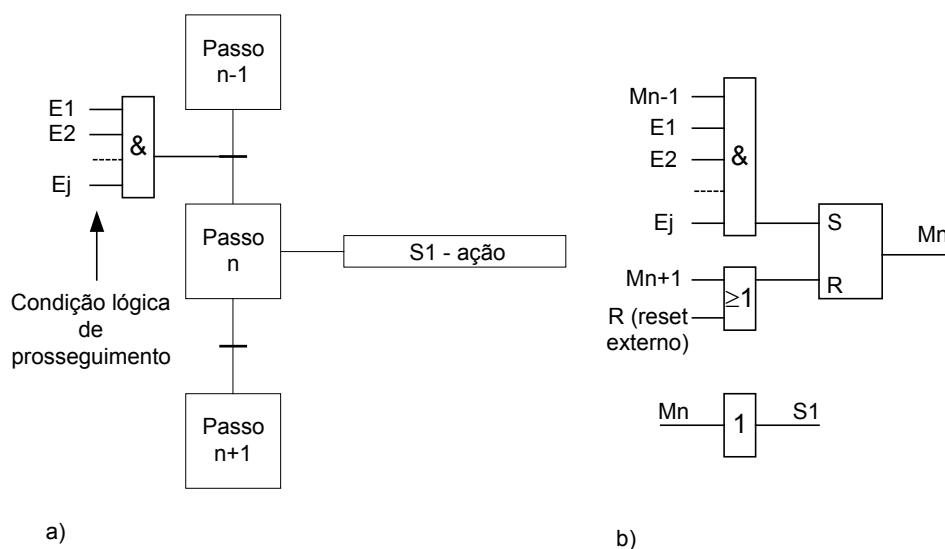 Passo
n-1
E1
E2
Ej
&
Passo
n
S1 - ação
Condição lógica
de
prosseguimento
Passo
n+1
a)
Mn-1
E1
E2
Ej
&
S
R
Mn
Mn+1
R (reset
externo)
≥1
Mn
1
S1
b)